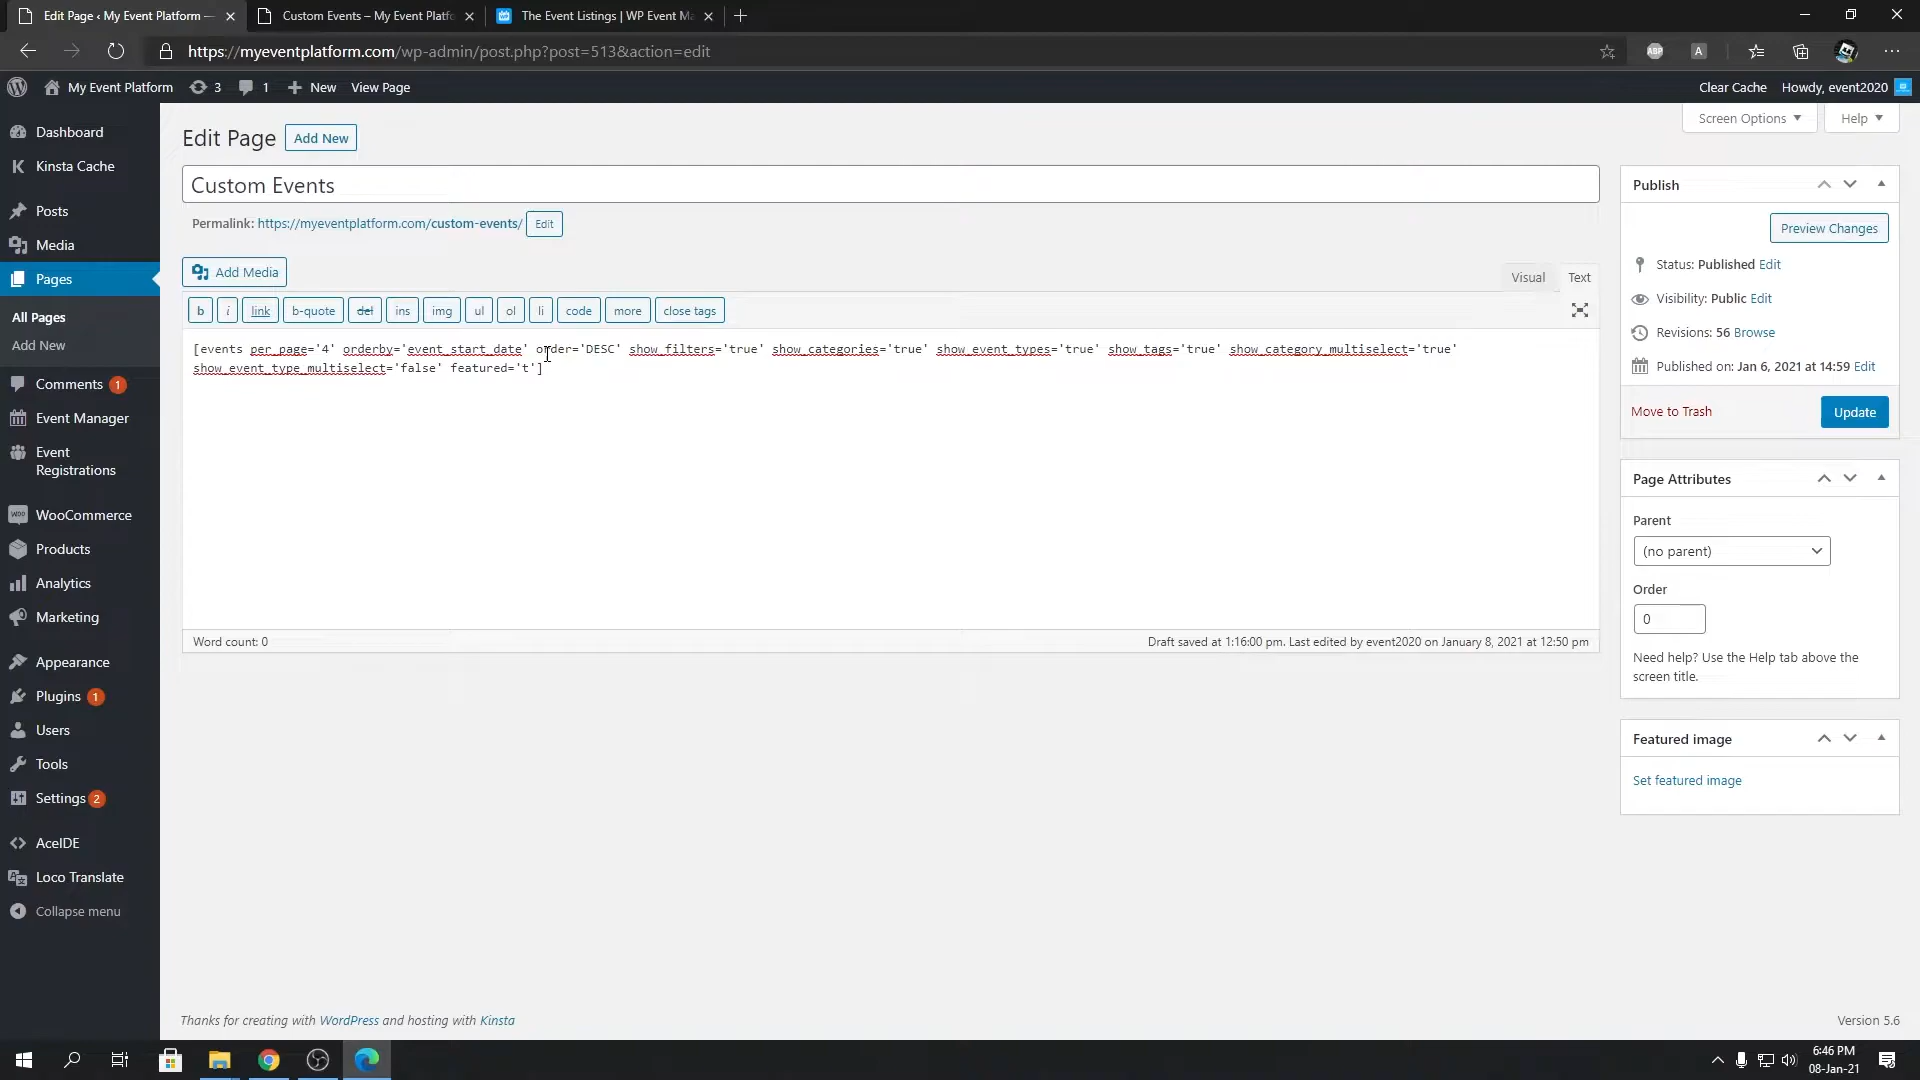 Edit Page ‹ My Event Platform —
Custom Events – My Event Platfo
The Event Listings | WP Event Ma
https://myeventplatform.com/wp-admin/post.php?post=513&action=edit
ABP
A
My Event Platform
3
1
New
View Page
Clear Cache
Howdy, event2020
Dashboard
Kinsta Cache
Posts
Media
Pages
All Pages
Add New
Comments 1
Event Manager
Event
Registrations
WooCommerce
Products
Analytics
Marketing
Appearance
Plugins 1
Users
Tools
Settings 2
AceIDE
Loco Translate
Collapse menu
Screen Options
Help
Edit Page
Add New
Custom Events
Permalink: https://myeventplatform.com/custom-events/ Edit
Add Media
Visual
Text
b
i
link
b-quote
del
ins
img
ul
ol
li
code
more
close tags
[events per_page='4' orderby='event_start_date' order='DESC' show_filters='true' show_categories='true' show_event_types='true' show_tags='true' show_category_multiselect='true'
show_event_type_multiselect='false' featured='t']
Word count: 0
Draft saved at 1:16:00 pm. Last edited by event2020 on January 8, 2021 at 12:50 pm
Publish
Preview Changes
Status: Published Edit
Visibility: Public Edit
Revisions: 56 Browse
Published on: Jan 6, 2021 at 14:59 Edit
Move to Trash
Update
Page Attributes
Parent
(no parent)
Order
0
Need help? Use the Help tab above the
screen title.
Featured image
Set featured image
Thanks for creating with WordPress and hosting with Kinsta
Version 5.6
6:46 PM
08-Jan-21